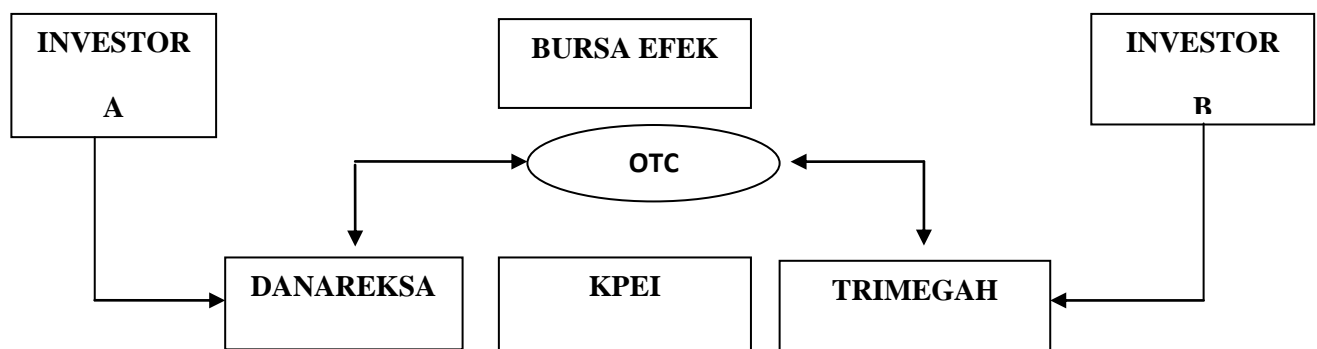 INVESTOR
A
BURSA EFEK
INVESTOR
B
OTC
DANAREKSA
KPEI
TRIMEGAH